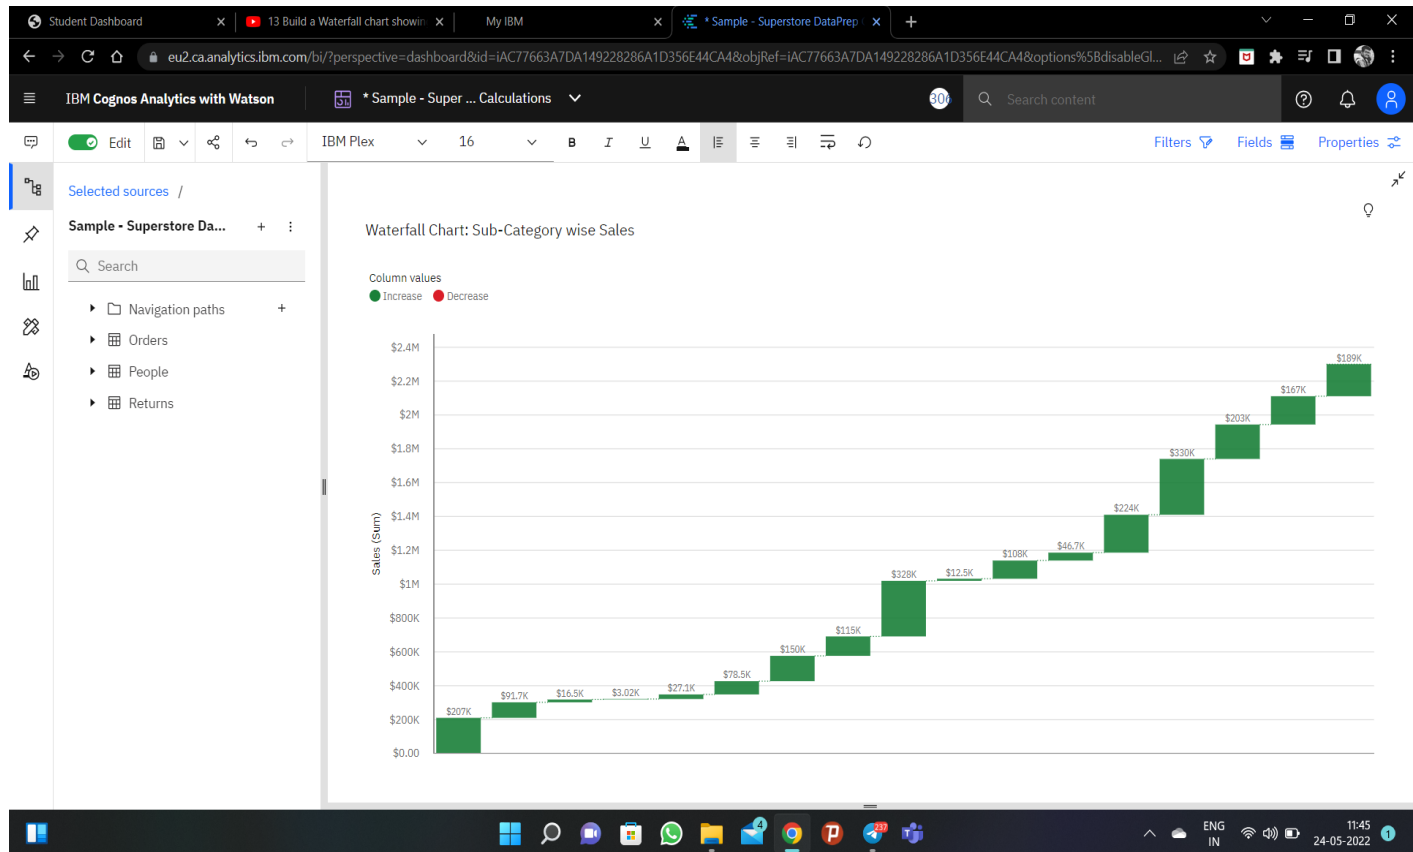 Student Dashboard
13 Build a Waterfall chart showin
My IBM
* Sample - Superstore DataPrep
eu2.ca.analytics.ibm.com/bi/?perspective=dashboard&id=iAC77663A7DA149228286A1D356E44CA4&objRef=iAC77663A7DA149228286A1D356E44CA4&options%5BdisableGl...
IBM Cognos Analytics with Watson
* Sample - Super ... Calculations
306
Search content
Edit
IBM Plex
16
B
I
U
A
Filters
Fields
Properties
Selected sources /
Sample - Superstore Da...
Search
Navigation paths
Orders
People
Returns
Waterfall Chart: Sub-Category wise Sales
Column values
Increase
Decrease
Sales (Sum)
$2.4M
$2.2M
$2M
$1.8M
$1.6M
$1.4M
$1.2M
$1M
$800K
$600K
$400K
$200K
$0.00
$207K
$91.7K
$16.5K
$3.02K
$27.1K
$78.5K
$150K
$115K
$328K
$12.5K
$108K
$46.7K
$224K
$330K
$203K
$167K
$189K
4
237
ENG
IN
11:45
24-05-2022
1